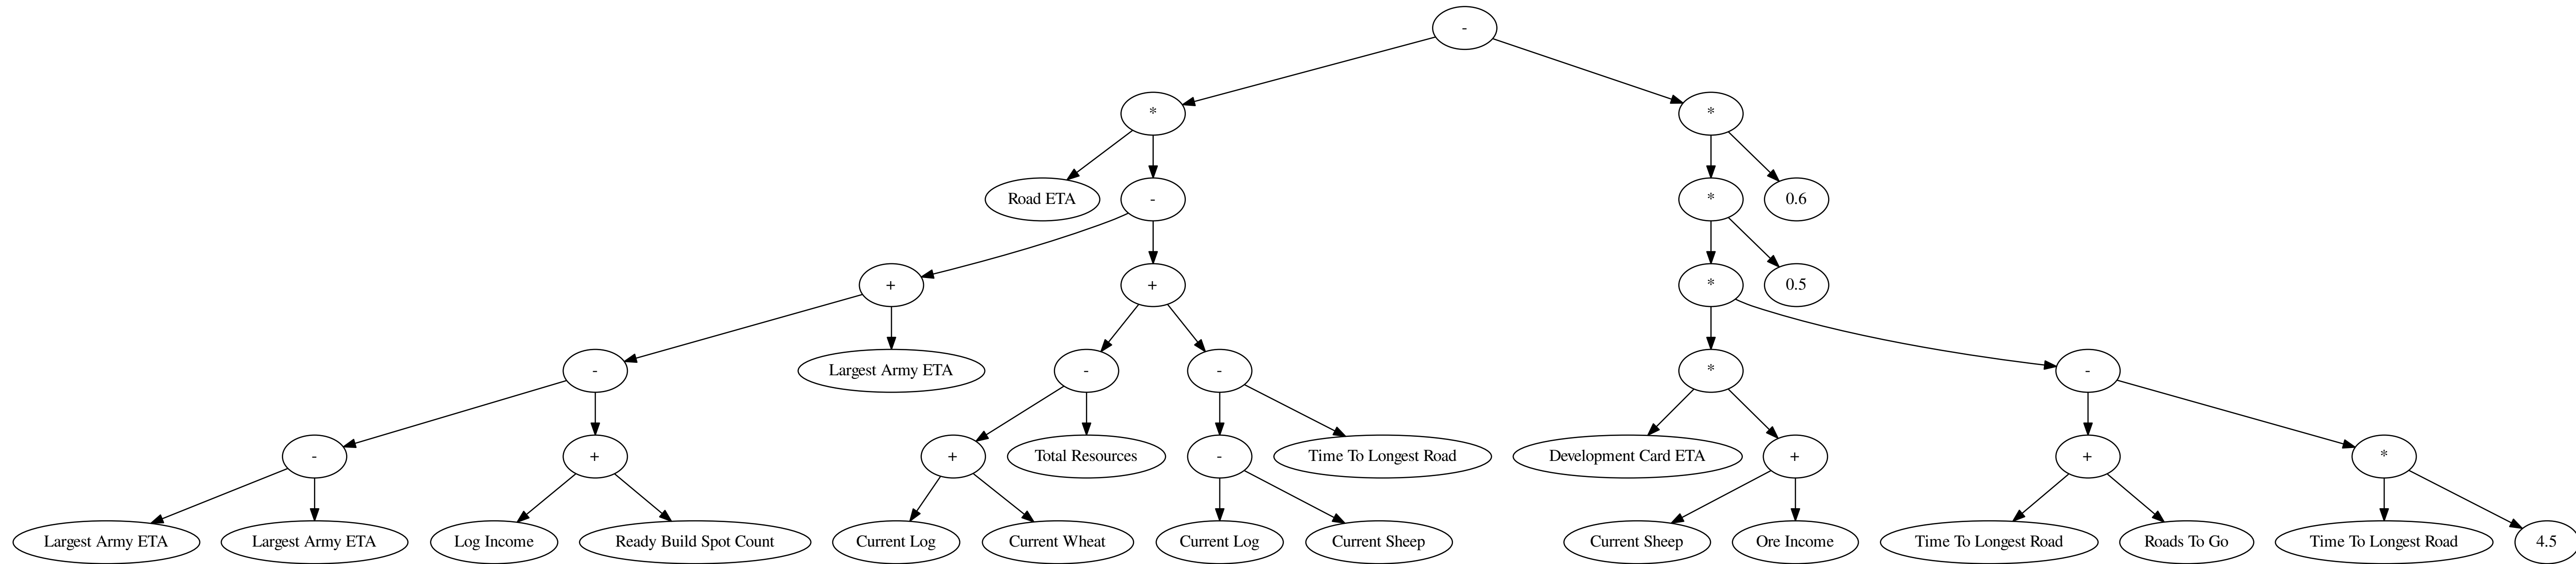 -
*
*
Road ETA
-
*
0.6
+
+
*
0.5
-
Largest Army ETA
-
-
*
-
-
+
+
Total Resources
-
Time To Longest Road
Development Card ETA
+
+
*
Largest Army ETA
Largest Army ETA
Log Income
Ready Build Spot Count
Current Log
Current Wheat
Current Log
Current Sheep
Current Sheep
Ore Income
Time To Longest Road
Roads To Go
Time To Longest Road
4.5